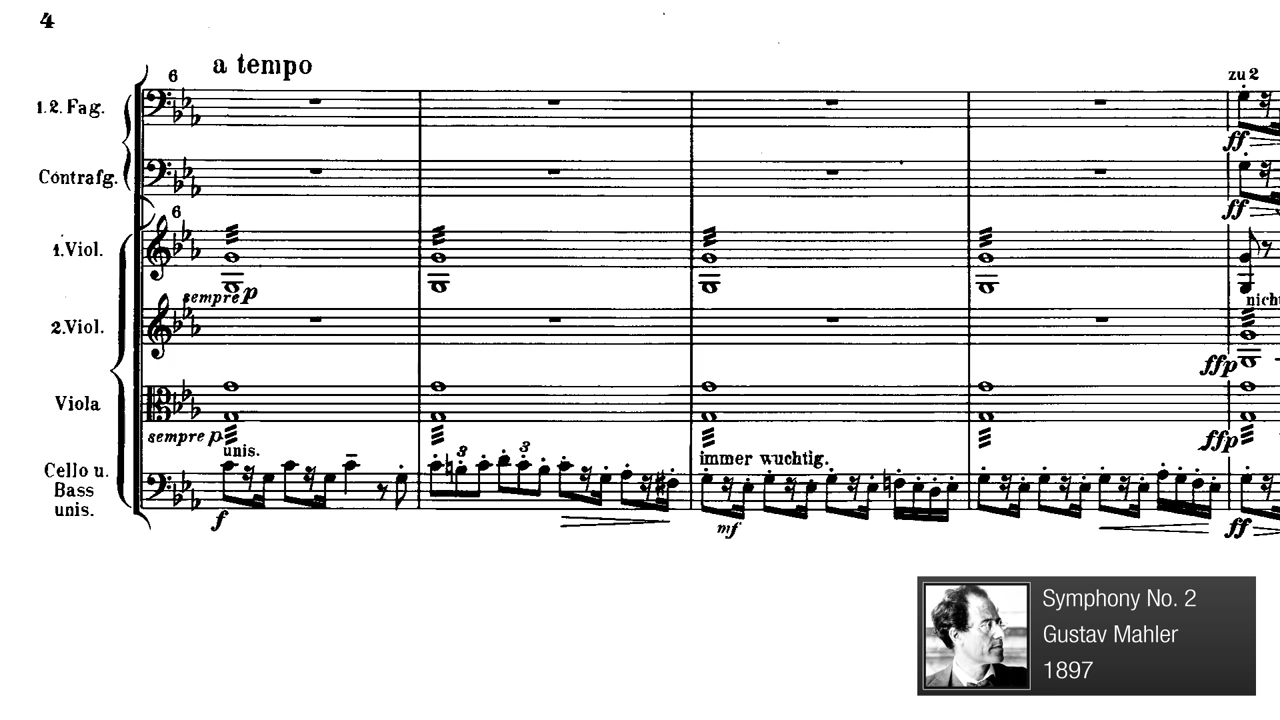 4
6 a tempo
zu 2
1. 2. Fag.
ff
Contrafg.
ff
6
1. Viol.
sempre p
nicht
2. Viol.
ffp
Viola
sempre p
ffp
unis.
3 3
immer wuchtig.
Cello u.
Bass
unis.
f
mf
ff
Symphony No. 2
Gustav Mahler
1897